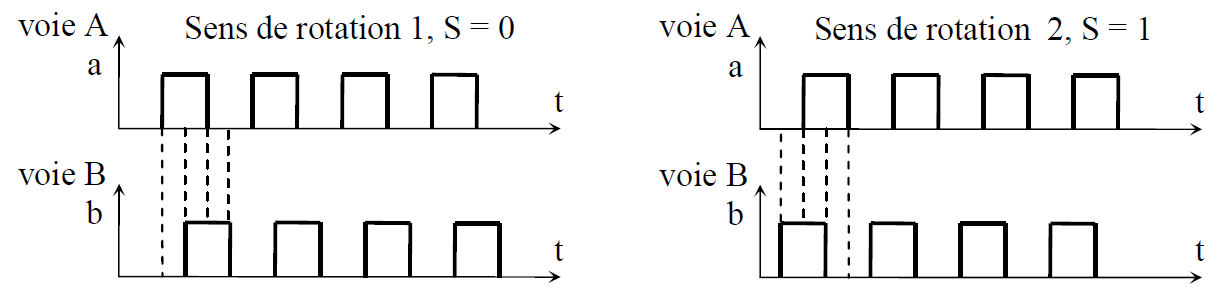 voie A
Sens de rotation 1, S = 0
a
t
voie B
b
t
voie A
Sens de rotation 2, S = 1
a
t
voie B
b
t